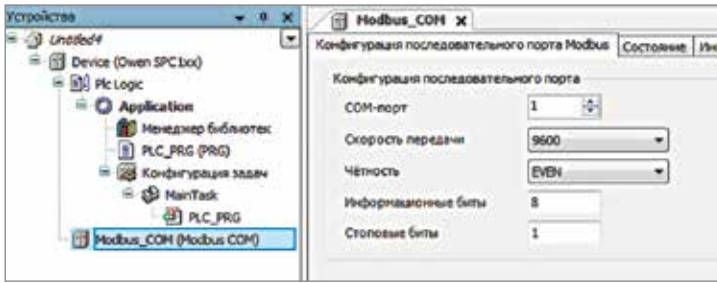 Устройства
Untitled4
Device (Owen SPC1xx)
Plc Logic
Application
Менеджер библиотек
PLC_PRG (PRG)
Конфигурация задач
MainTask
PLC_PRG
Modbus_COM (Modbus COM)
Modbus_COM
Конфигурация последовательного порта Modbus
Состояние
Конфигурация последовательного порта
COM-порт 1
Скорость передачи 9600
Чётность EVEN
Информационные биты 8
Стоповые биты 1